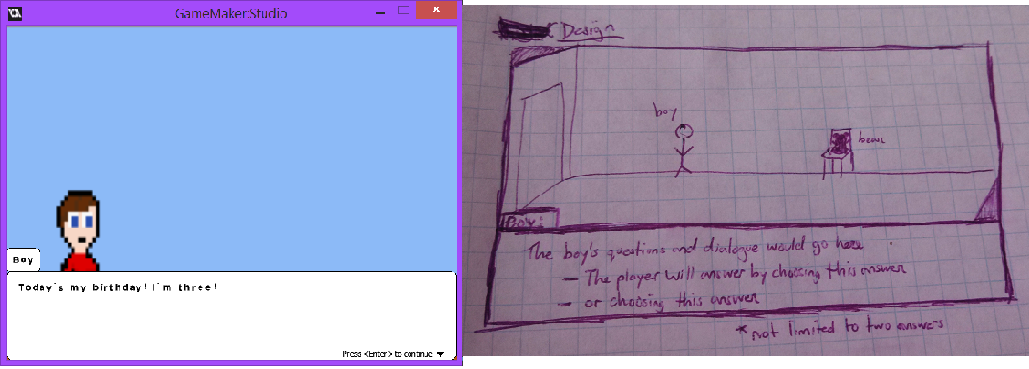 GameMaker:Studio
Boy
Today's my birthday! I'm three!
Press <Enter> to continue
Design
boy
Boy:
The boy's questions and dialogue would go here
- The player will answer by choosing this answer
- or choosing this answer
*not limited to two answers